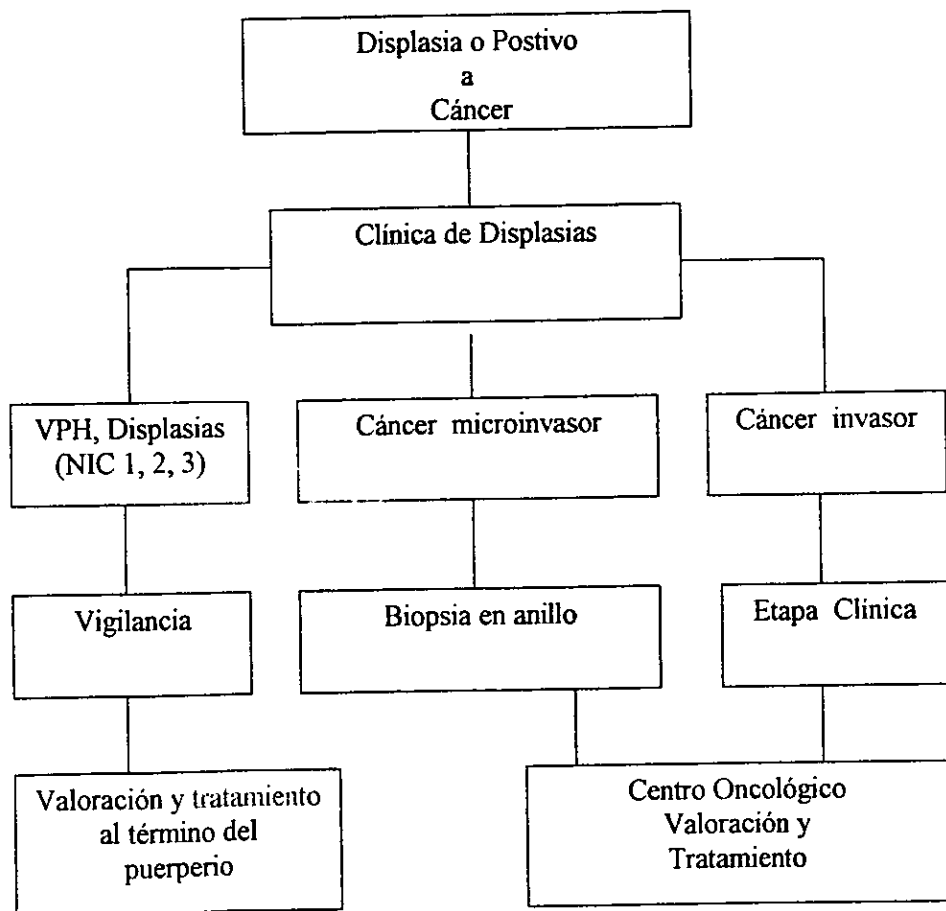 Displasia o Postivo
a
Cáncer
Clínica de Displasias
VPH, Displasias
(NIC 1, 2, 3)
Cáncer microinvasor
Cáncer invasor
Vigilancia
Biopsia en anillo
Etapa Clínica
Valoración y tratamiento
al término del
puerperio
Centro Oncológico
Valoración y
Tratamiento